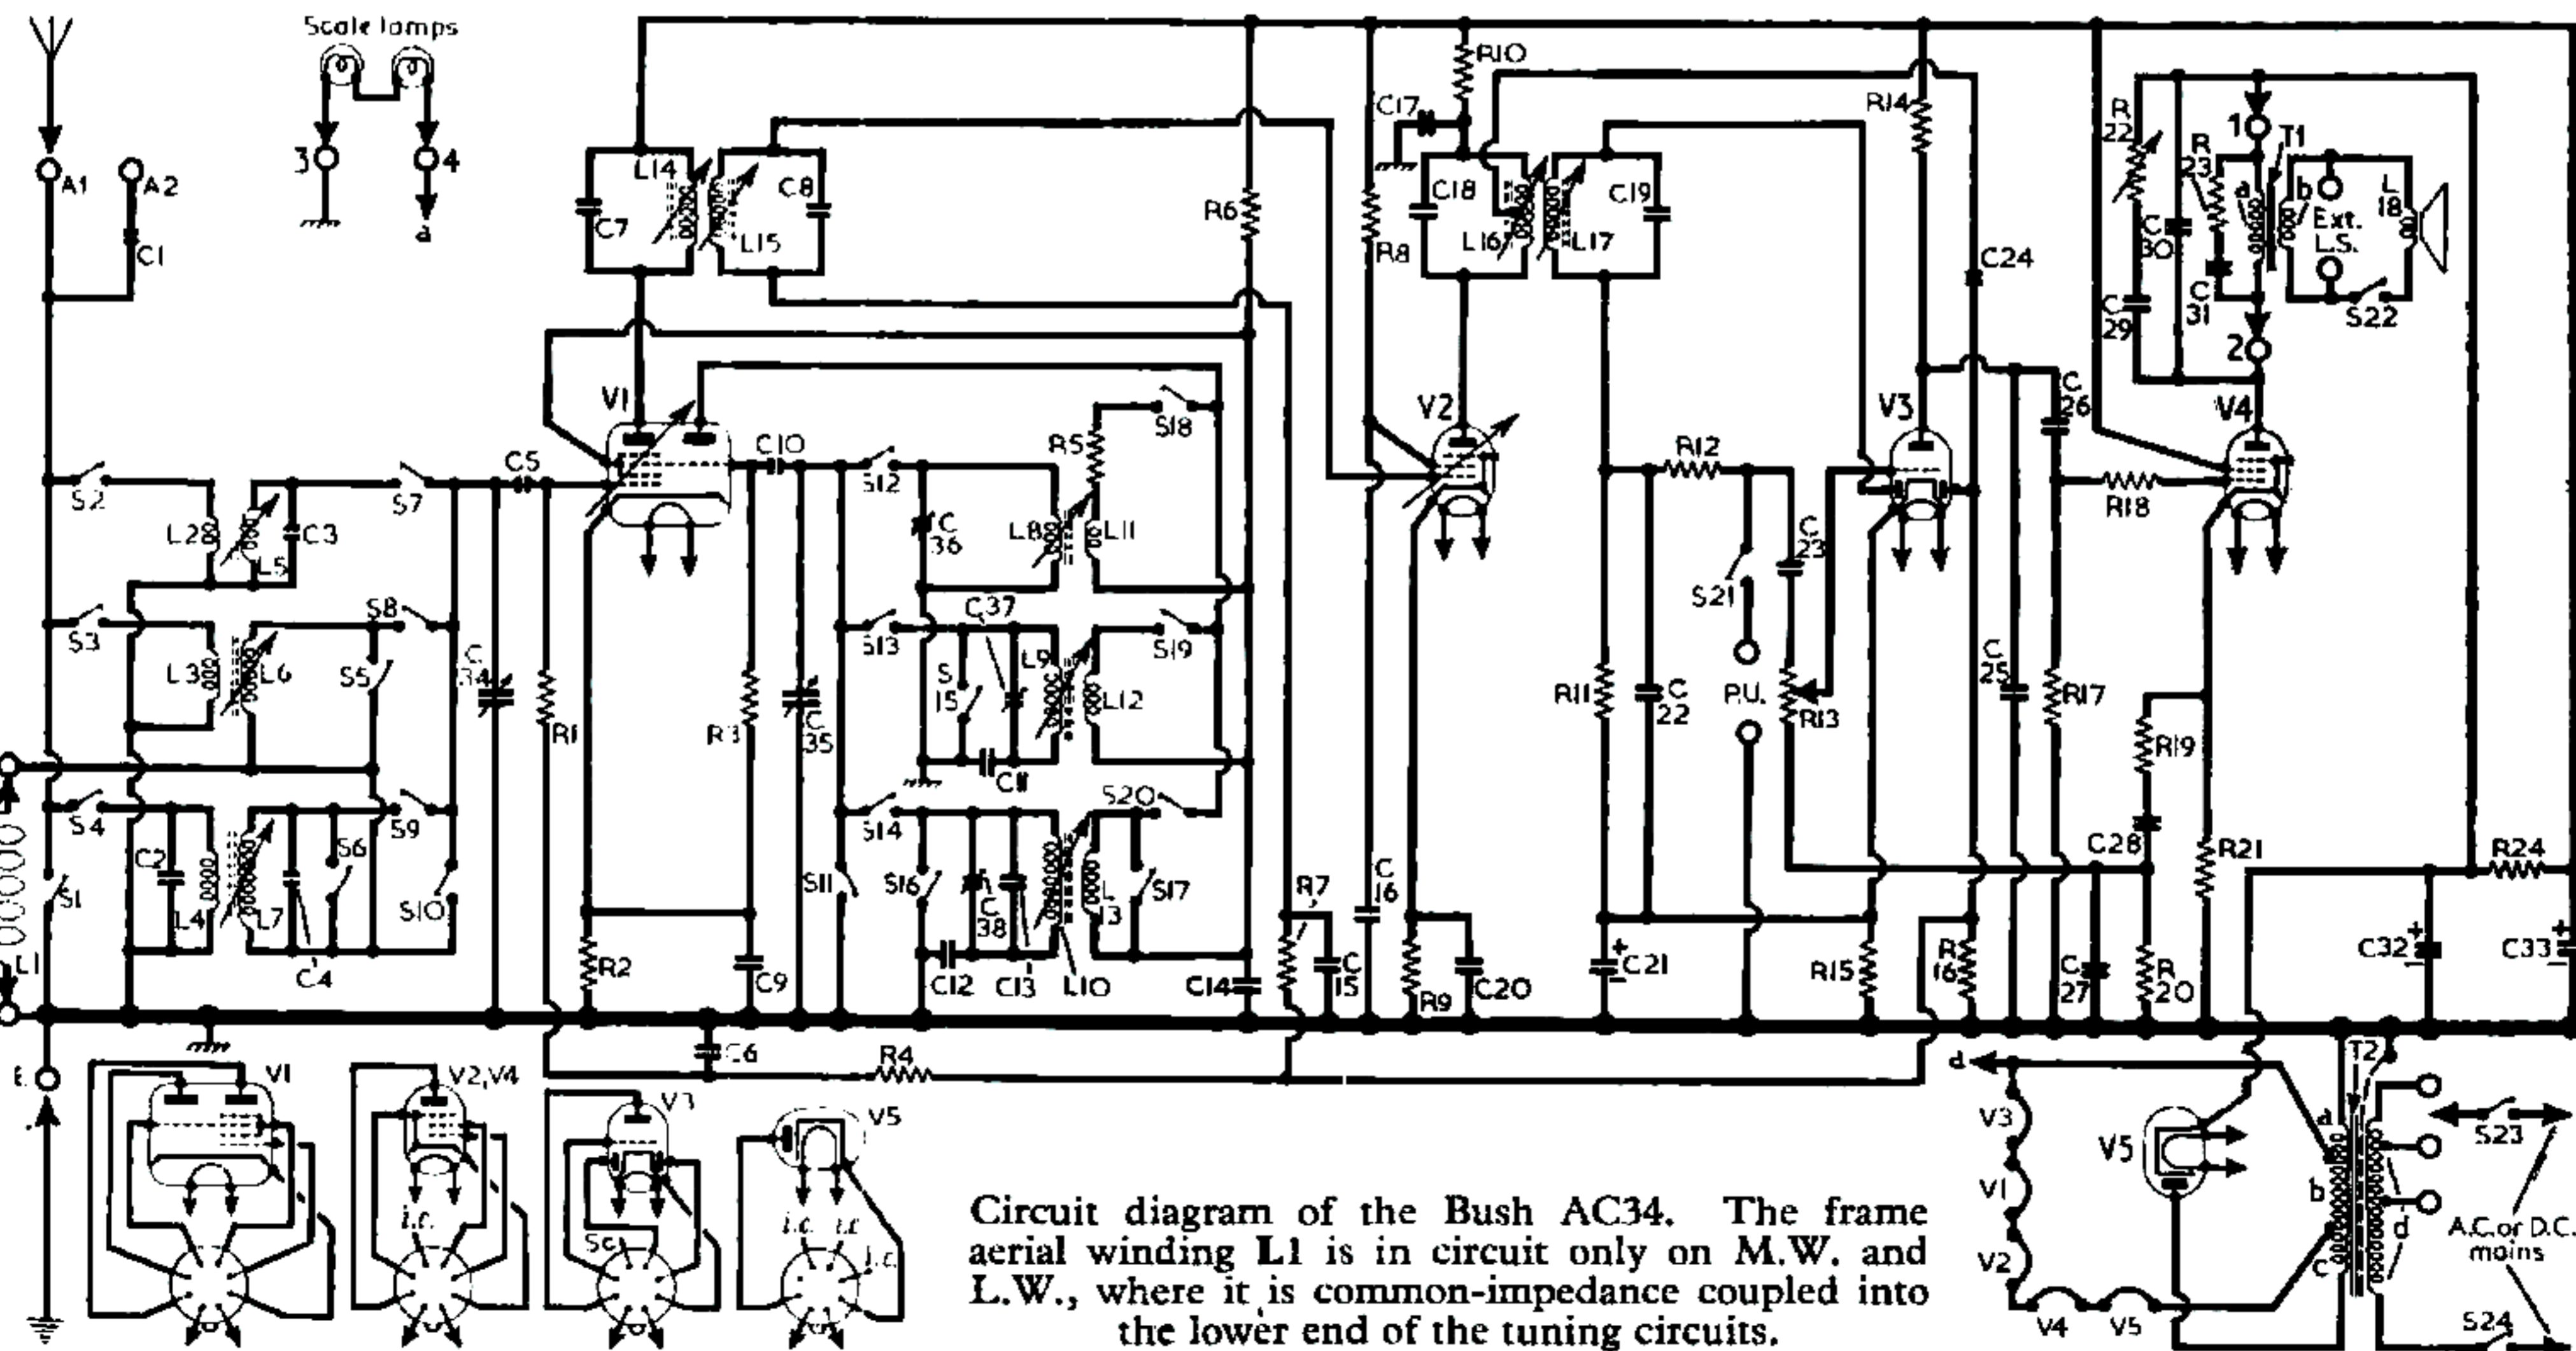 Scale lamps
3
4
a
A1
A2
C1
S2
L2
L5
C3
S7
C5
S3
L3
L6
S5
S8
C
34
R1
S4
C2
L4
L7
C4
S6
S9
S10
S1
L1
E
C7
L14
L15
C8
V1
C10
R2
R3
C9
C
35
C6
R4
S12
C
36
L8
L11
R5
S18
S13
C37
S
15
L9
L12
S19
C11
S14
S11
S16
C12
C
38
C13
L10
L
13
S17
S20
R6
C14
R7
C
15
C
16
R8
C17
R10
C18
L16
L17
C19
V2
R9
C20
R11
C
22
C21
R12
S21
P.U.
C
23
R13
R14
V3
R15
R
16
C24
C
25
C
26
R17
R18
C
27
C28
R19
R
20
R21
V4
R
22
C
29
C
30
R
23
C
31
1
2
T1
a
b
Ext.
L.S.
L
18
S22
R24
C32
+
−
C33
+
−
V1
V2,V4
i.c.
V3
Sc
V5
i.c.
i.c.
i.c.
a
V3
V1
V2
V4
V5
V5
T2
a
b
c
d
S23
A.C. or D.C.
mains
S24
Circuit diagram of the Bush AC34. The frame
aerial winding L1 is in circuit only on M.W. and
L.W., where it is common-impedance coupled into
the lower end of the tuning circuits.